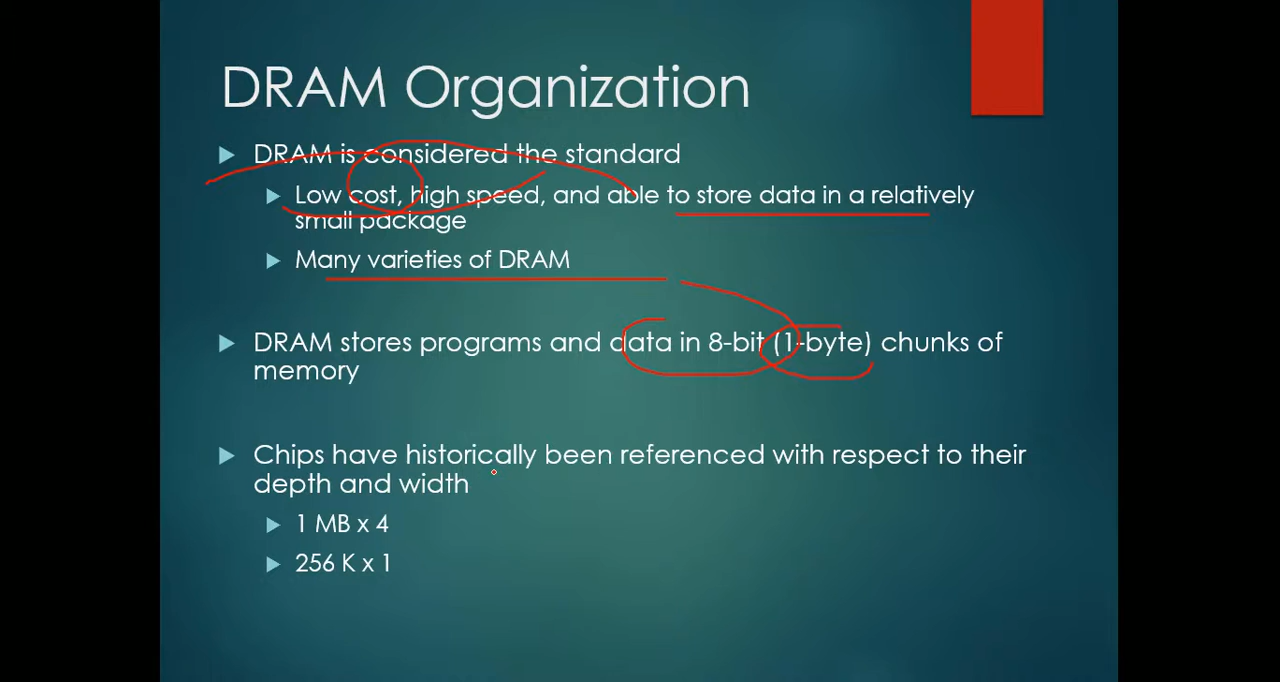 DRAM Organization
DRAM is considered the standard
Low cost, high speed, and able to store data in a relatively
small package
Many varieties of DRAM
DRAM stores programs and data in 8-bit (1-byte) chunks of
memory
Chips have historically been referenced with respect to their
depth and width
1 MB x 4
256 K x 1